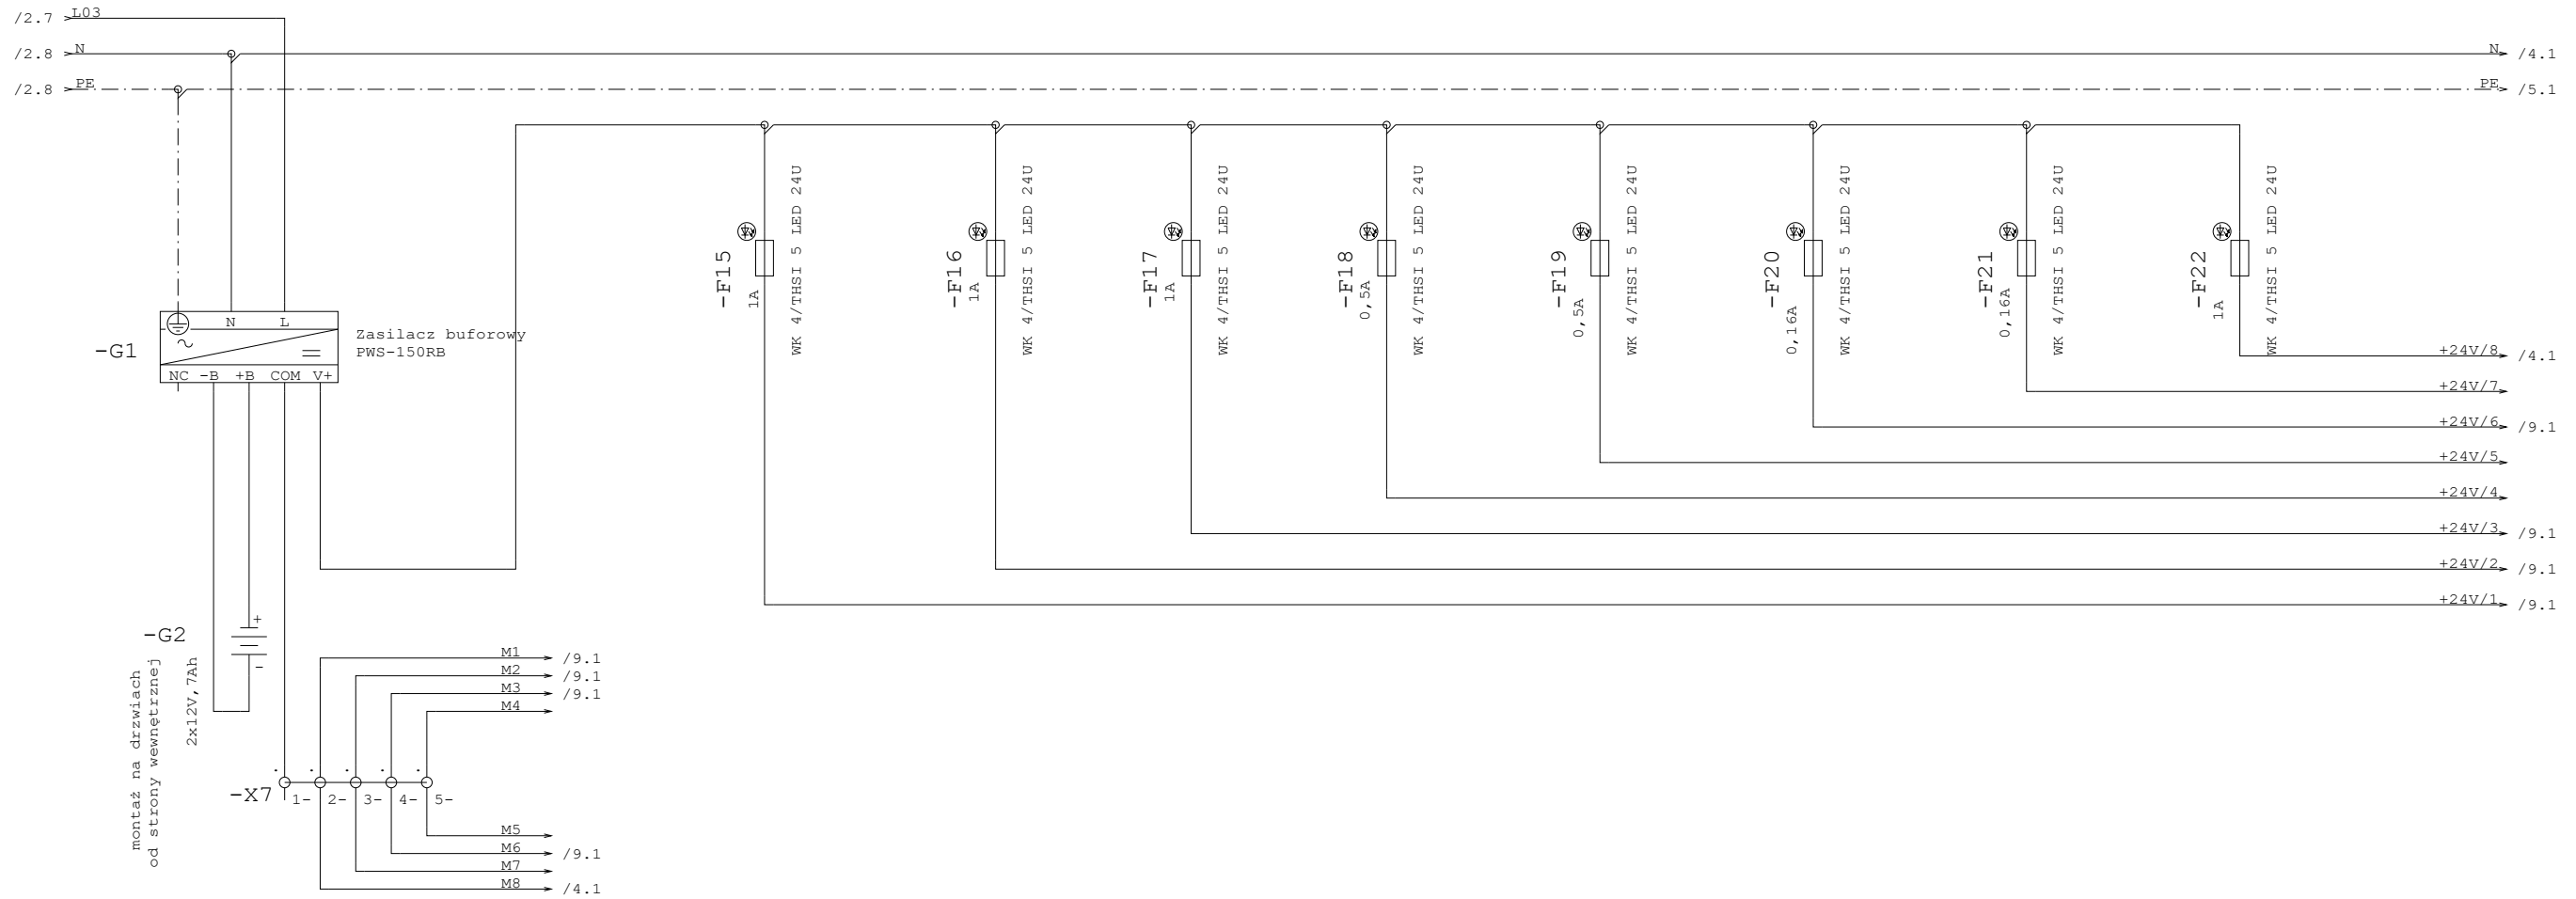 /2.7 L03
/2.8 N N /4.1
/2.8 PE PE /5.1
-F15
1A
WK 4/THSI 5 LED 24U
-F16
1A
WK 4/THSI 5 LED 24U
-F17
1A
WK 4/THSI 5 LED 24U
-F18
0,5A
WK 4/THSI 5 LED 24U
-F19
0,5A
WK 4/THSI 5 LED 24U
-F20
0,16A
WK 4/THSI 5 LED 24U
-F21
0,16A
WK 4/THSI 5 LED 24U
-F22
1A
WK 4/THSI 5 LED 24U
-G1
N L
NC -B +B COM V+
Zasilacz buforowy
PWS-150RB
+24V/8 /4.1
+24V/7
+24V/6 /9.1
+24V/5
+24V/4
+24V/3 /9.1
+24V/2 /9.1
+24V/1 /9.1
-G2
+
-
2x12V,7Ah
montaż na drzwiach
od strony wewnętrznej
M1 /9.1
M2 /9.1
M3 /9.1
M4
-X7 1- 2- 3- 4- 5-
M5
M6 /9.1
M7
M8 /4.1